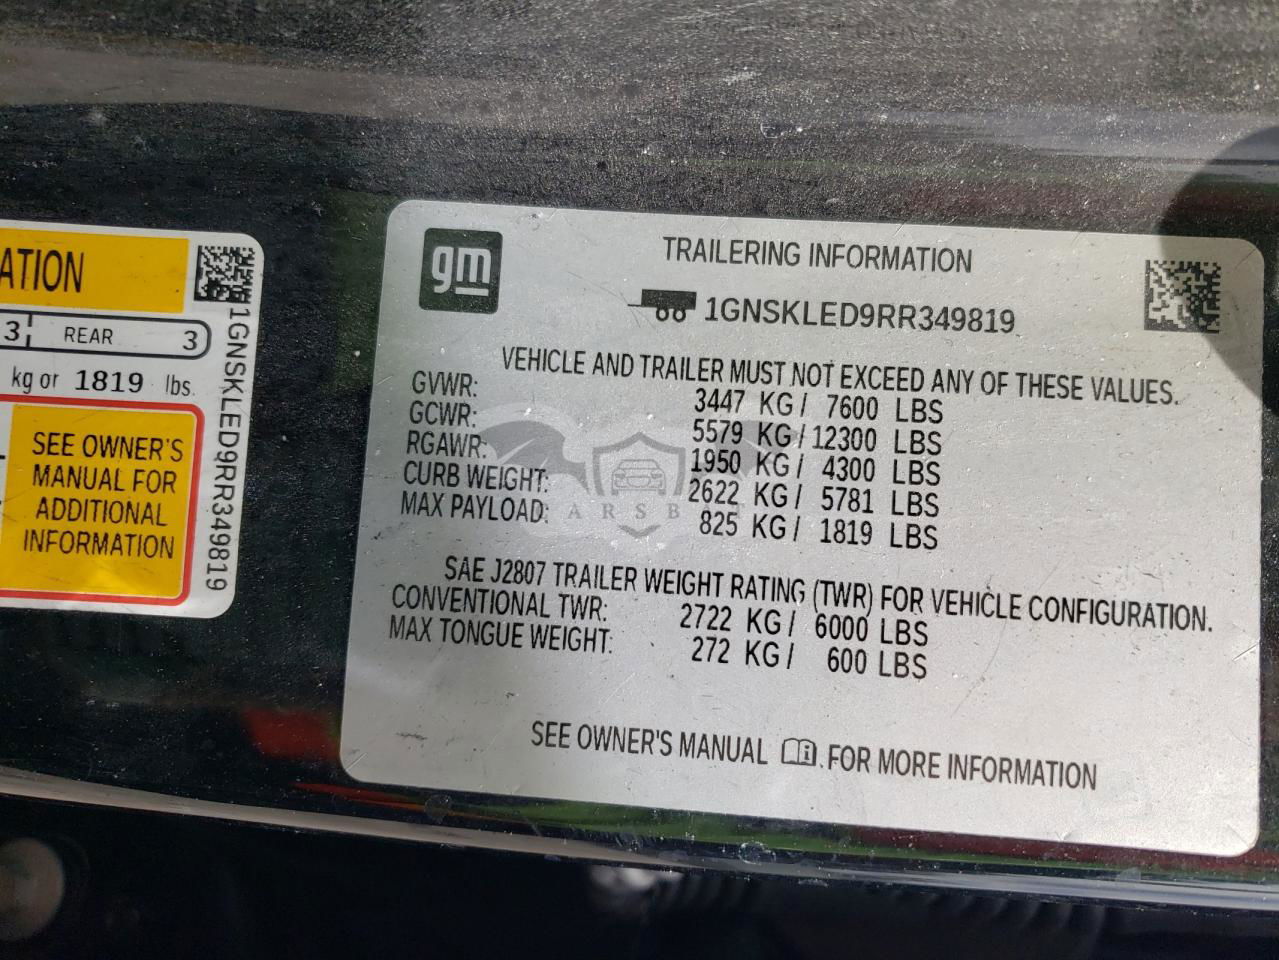 ATION
3 REAR 3
kg or 1819 lbs.
SEE OWNER'S
MANUAL FOR
ADDITIONAL
INFORMATION
1GNSKLED9RR349819
gm
TRAILERING INFORMATION
1GNSKLED9RR349819
VEHICLE AND TRAILER MUST NOT EXCEED ANY OF THESE VALUES.
GVWR: 3447 KG/ 7600 LBS
GCWR: 5579 KG/12300 LBS
RGAWR: 1950 KG/ 4300 LBS
CURB WEIGHT: 2622 KG/ 5781 LBS
MAX PAYLOAD: 825 KG/ 1819 LBS
SAE J2807 TRAILER WEIGHT RATING (TWR) FOR VEHICLE CONFIGURATION.
CONVENTIONAL TWR: 2722 KG/ 6000 LBS
MAX TONGUE WEIGHT: 272 KG/ 600 LBS
SEE OWNER'S MANUAL FOR MORE INFORMATION